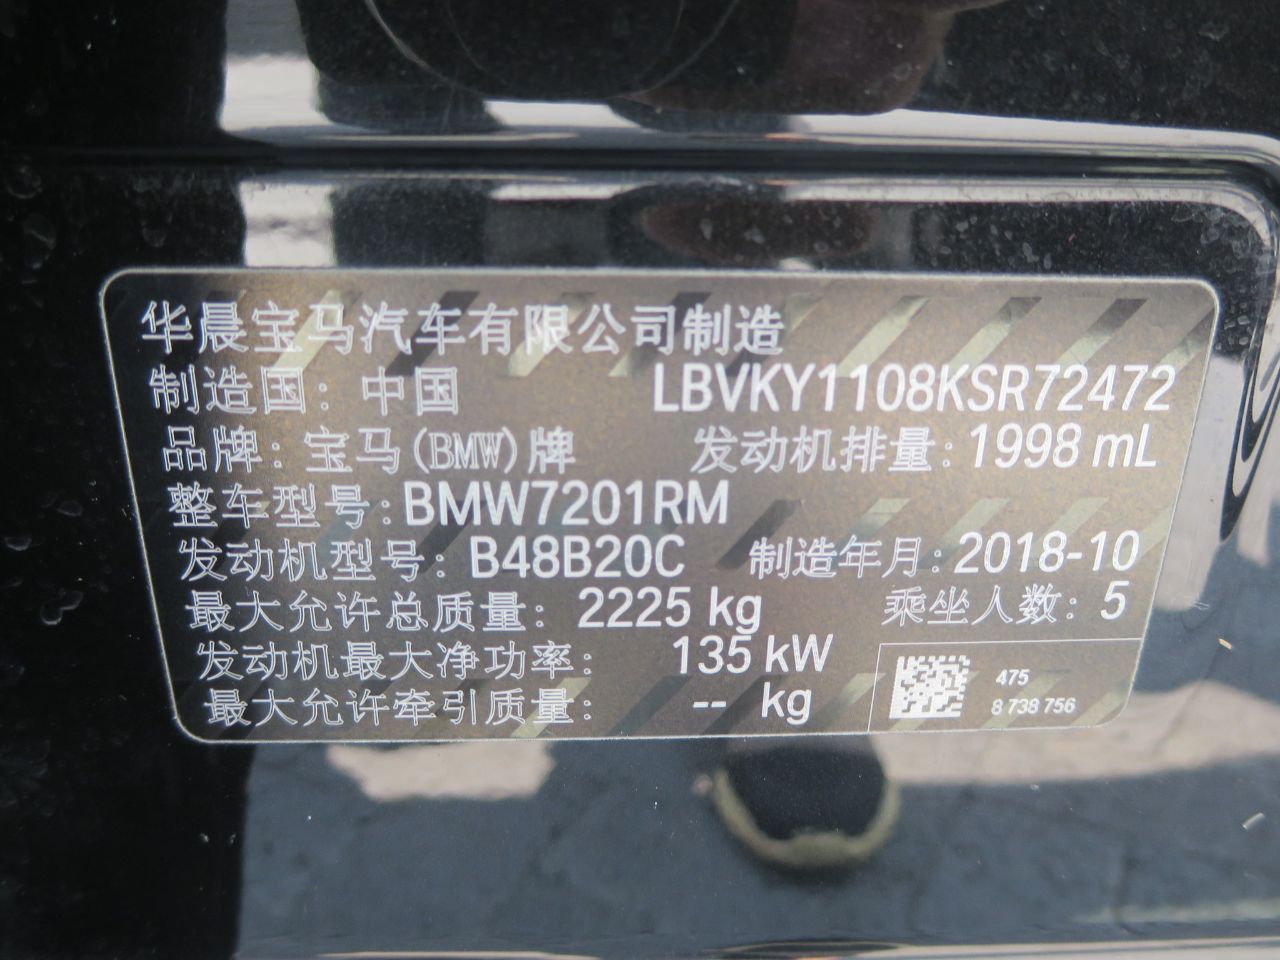 华晨宝马汽车有限公司制造
制造国：中国 LBVKY1108KSR72472
品牌：宝马(BMW)牌 发动机排量：1998 mL
整车型号：BMW7201RM
发动机型号：B48B20C 制造年月：2018-10
最大允许总质量：2225 kg 乘坐人数：5
发动机最大净功率：135 kW
最大允许牵引质量：-- kg
475
8 738 756